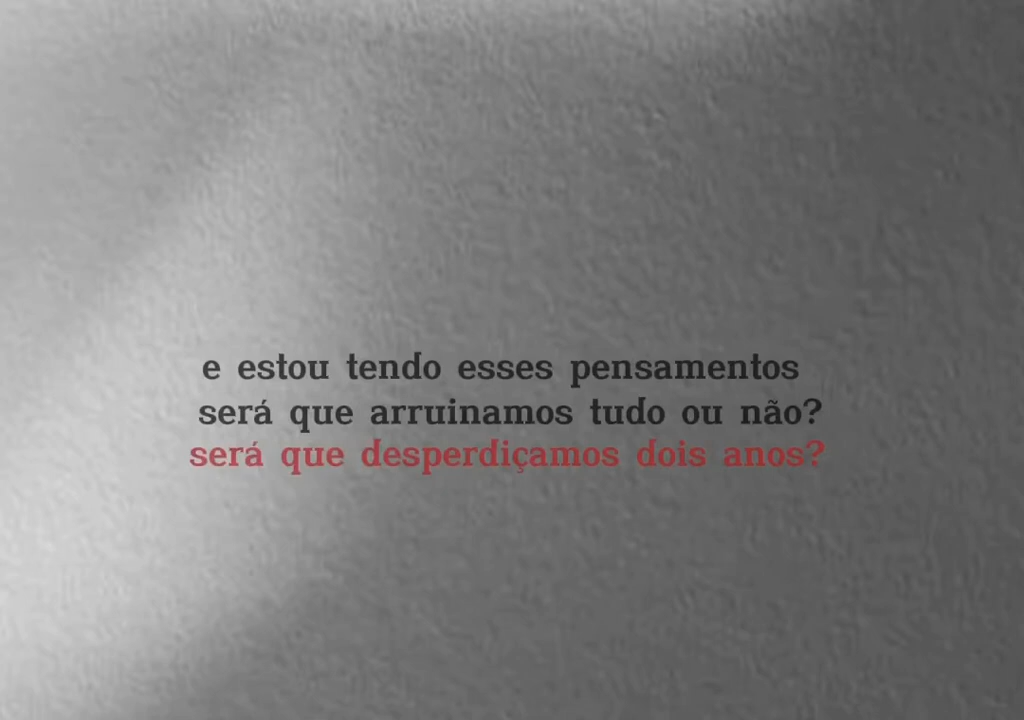 e estou tendo esses pensamentos
será que arruinamos tudo ou não?
será que desperdiçamos dois anos?